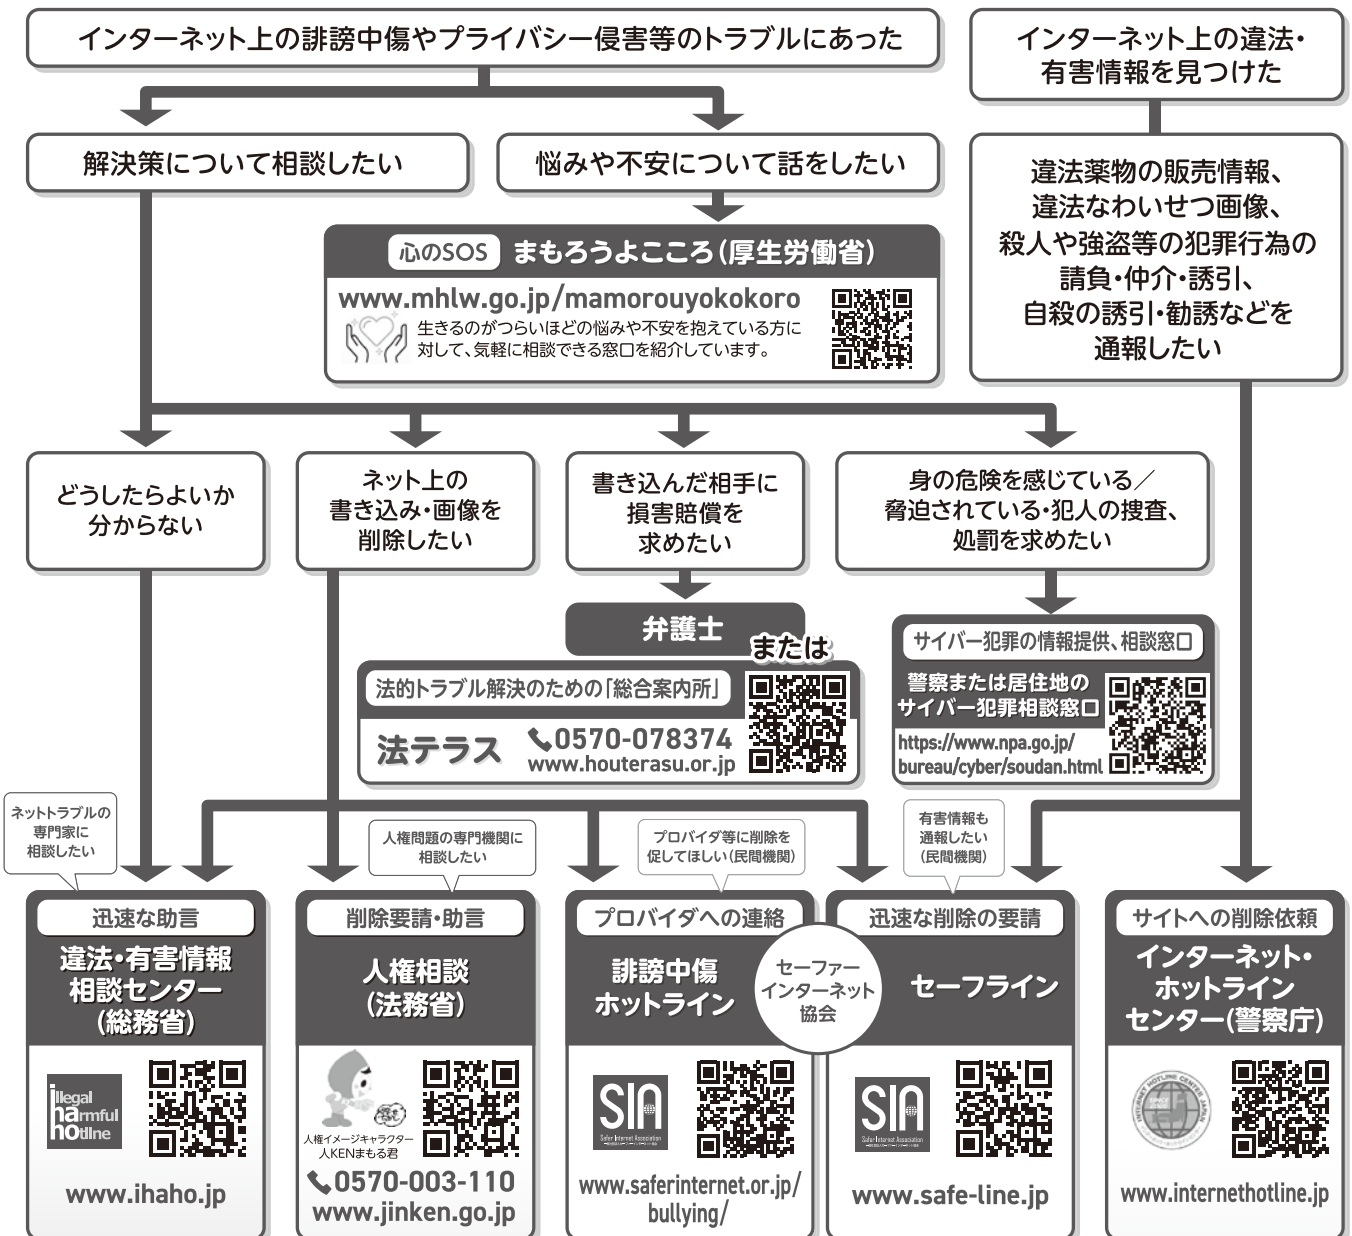 インターネット上の誹謗中傷やプライバシー侵害等のトラブルにあった
インターネット上の違法・
有害情報を見つけた
解決策について相談したい
悩みや不安について話をしたい
違法薬物の販売情報、
違法なわいせつ画像、
殺人や強盗等の犯罪行為の
請負・仲介・誘引、
自殺の誘引・勧誘などを
通報したい
心のSOS まもろうよこころ(厚生労働省)
www.mhlw.go.jp/mamorouyokokoro
生きるのがつらいほどの悩みや不安を抱えている方に
対して、気軽に相談できる窓口を紹介しています。
どうしたらよいか
分からない
ネット上の
書き込み・画像を
削除したい
書き込んだ相手に
損害賠償を
求めたい
身の危険を感じている/
脅迫されている・犯人の捜査、
処罰を求めたい
弁護士
または
法的トラブル解決のための「総合案内所」
法テラス
0570-078374
www.houterasu.or.jp
サイバー犯罪の情報提供、相談窓口
警察または居住地の
サイバー犯罪相談窓口
https://www.npa.go.jp/
bureau/cyber/soudan.html
ネットトラブルの
専門家に
相談したい
人権問題の専門機関に
相談したい
プロバイダ等に削除を
促してほしい(民間機関)
有害情報も
通報したい
(民間機関)
迅速な助言
違法・有害情報
相談センター
(総務省)
illegal
harmful
hotline
www.ihaho.jp
削除要請・助言
人権相談
(法務省)
人権イメージキャラクター
人KENまもる君
0570-003-110
www.jinken.go.jp
プロバイダへの連絡
誹謗中傷
ホットライン
SIA
Safer Internet Association
www.saferinternet.or.jp/
bullying/
セーファー
インターネット
協会
迅速な削除の要請
セーフライン
SIA
Safer Internet Association
www.safe-line.jp
サイトへの削除依頼
インターネット・
ホットライン
センター(警察庁)
INTERNET HOTLINE CENTER JAPAN
www.internethotline.jp